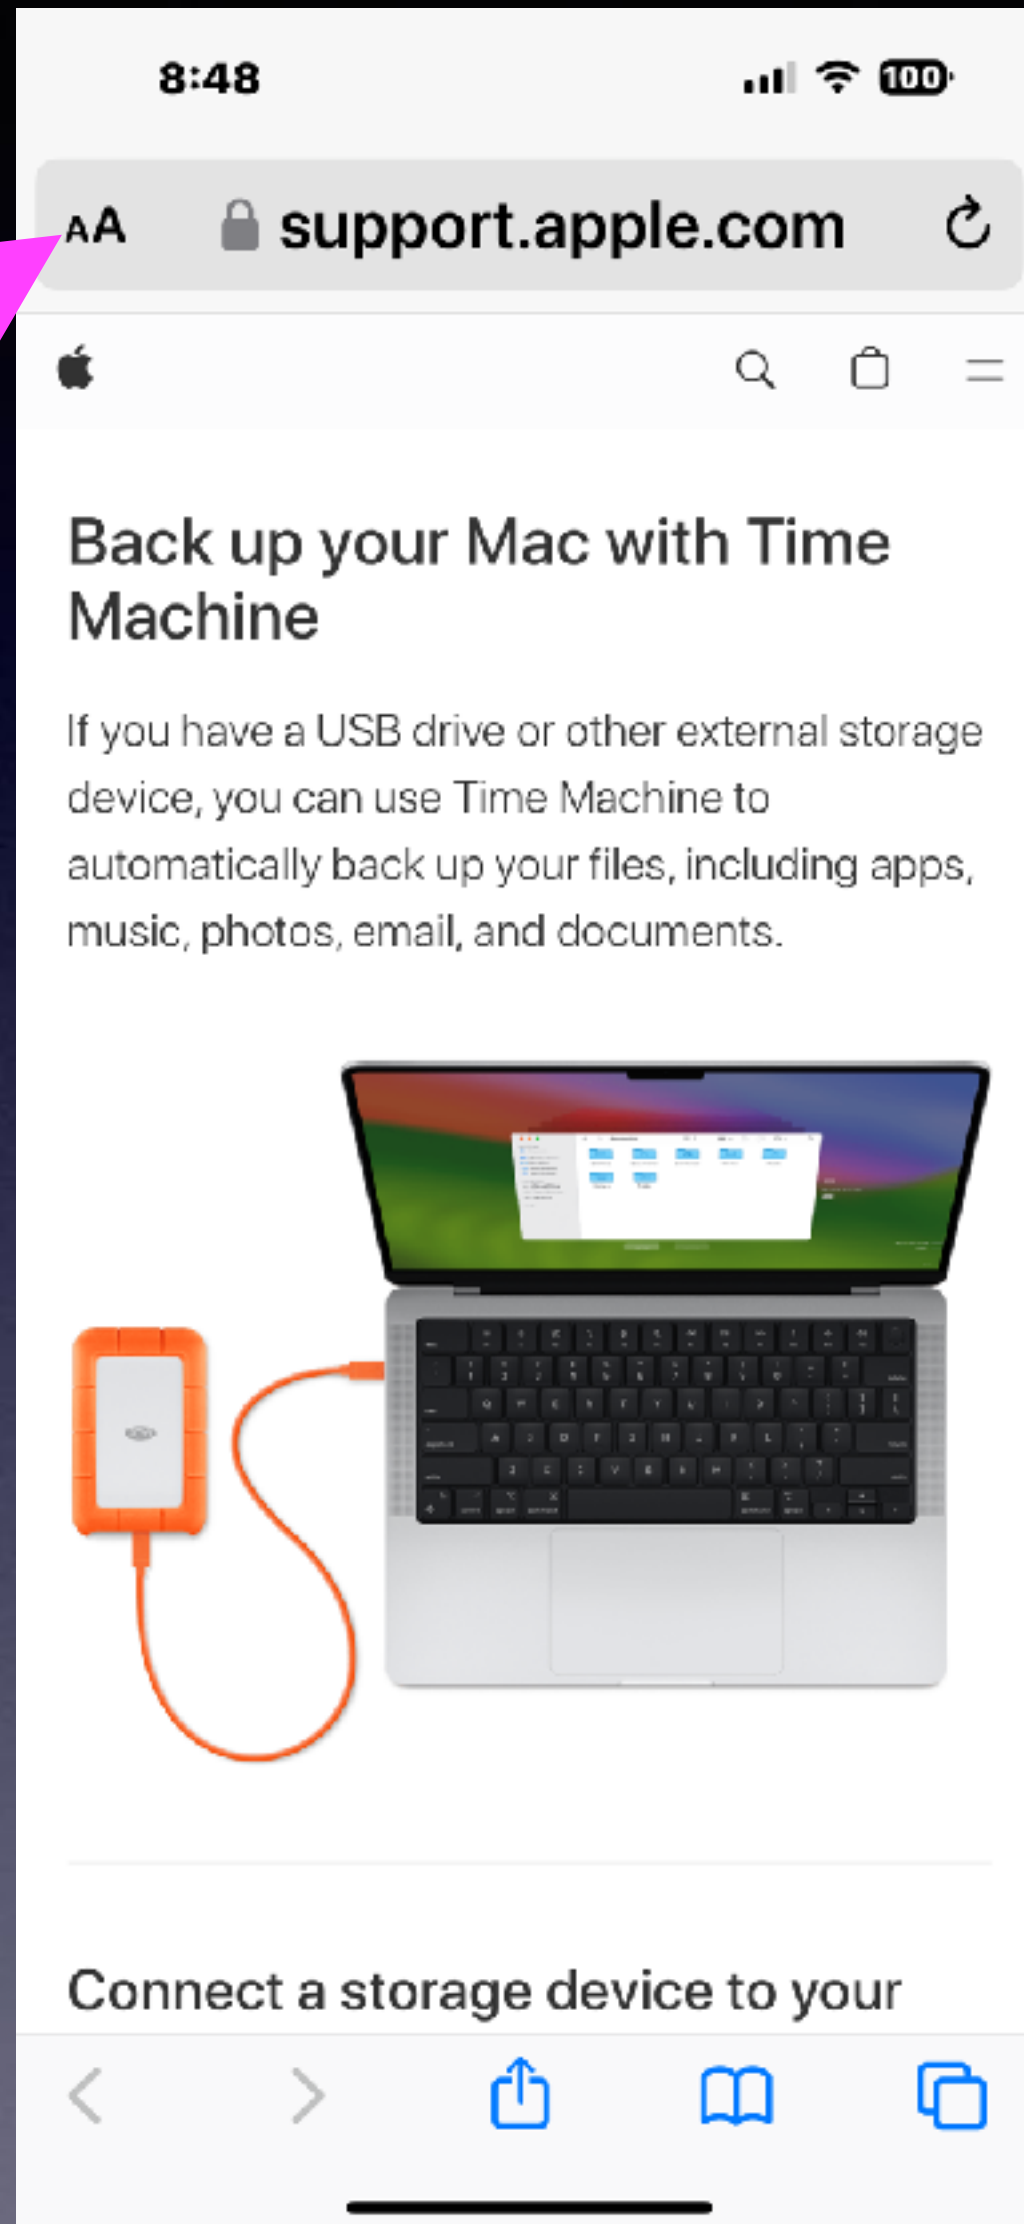 8:48
100
AA
support.apple.com
Back up your Mac with Time
Machine
If you have a USB drive or other external storage
device, you can use Time Machine to
automatically back up your files, including apps,
music, photos, email, and documents.
Connect a storage device to your